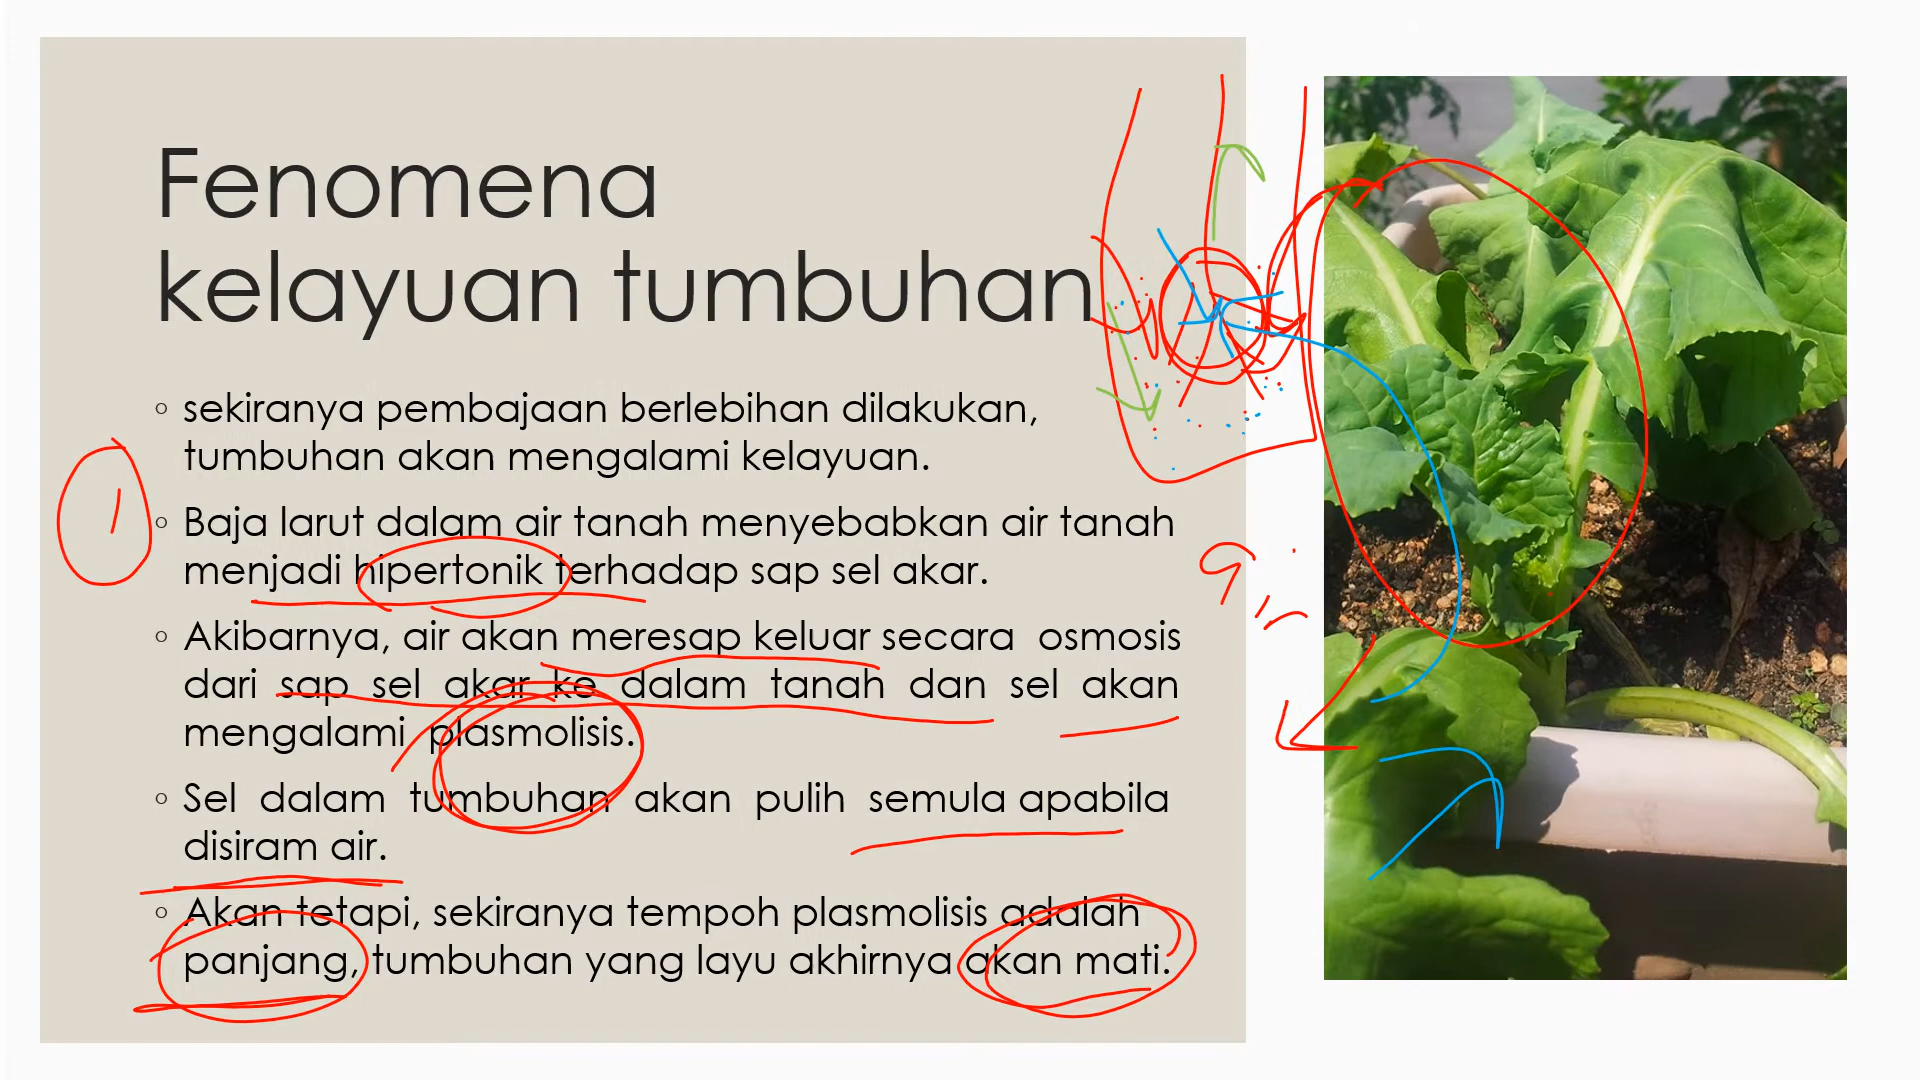 Fenomena
kelayuan tumbuhan
sekiranya pembajaan berlebihan dilakukan,
tumbuhan akan mengalami kelayuan.
Baja larut dalam air tanah menyebabkan air tanah
menjadi hipertonik terhadap sap sel akar.
Akibarnya, air akan meresap keluar secara osmosis
dari sap sel akar ke dalam tanah dan sel akan
mengalami plasmolisis.
Sel dalam tumbuhan akan pulih semula apabila
disiram air.
Akan tetapi, sekiranya tempoh plasmolisis adalah
panjang, tumbuhan yang layu akhirnya akan mati.
1